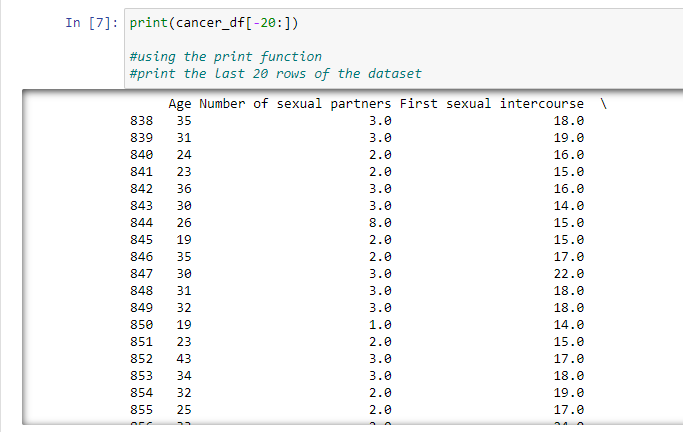 In [7]: print(cancer_df[-20:])
#using the print function
#print the last 20 rows of the dataset
Age Number of sexual partners First sexual intercourse \
838 35 3.0 18.0
839 31 3.0 19.0
840 24 2.0 16.0
841 23 2.0 15.0
842 36 3.0 16.0
843 30 3.0 14.0
844 26 8.0 15.0
845 19 2.0 15.0
846 35 2.0 17.0
847 30 3.0 22.0
848 31 3.0 18.0
849 32 3.0 18.0
850 19 1.0 14.0
851 23 2.0 15.0
852 43 3.0 17.0
853 34 3.0 18.0
854 32 2.0 19.0
855 25 2.0 17.0